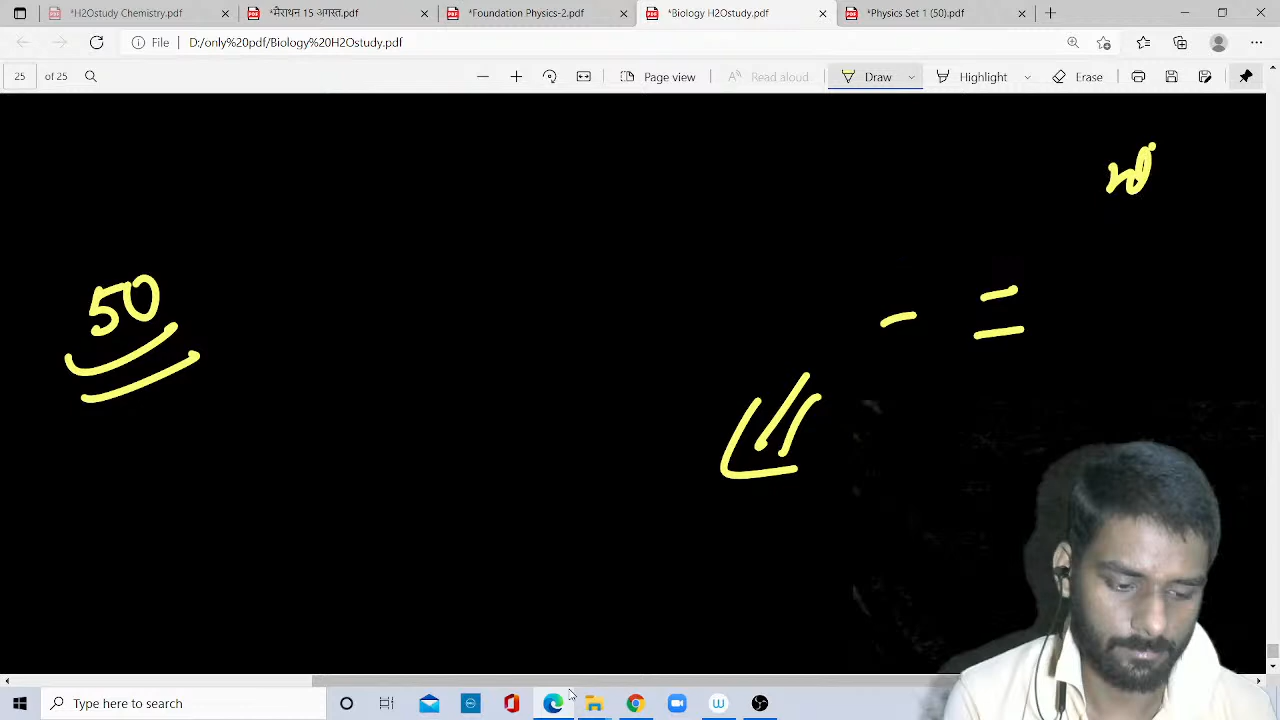 *H2Ostudy Chemistry.pdf
*मैराथन 15 अगस्त.pdf
*Foundation Physics-2.pdf
*Biology H2Ostudy.pdf
*Physics Set 1 (50).pdf
File D:/only%20pdf/Biology%20H2Ostudy.pdf
25 of 25 Page view Read aloud Draw Highlight Erase
50
Type here to search